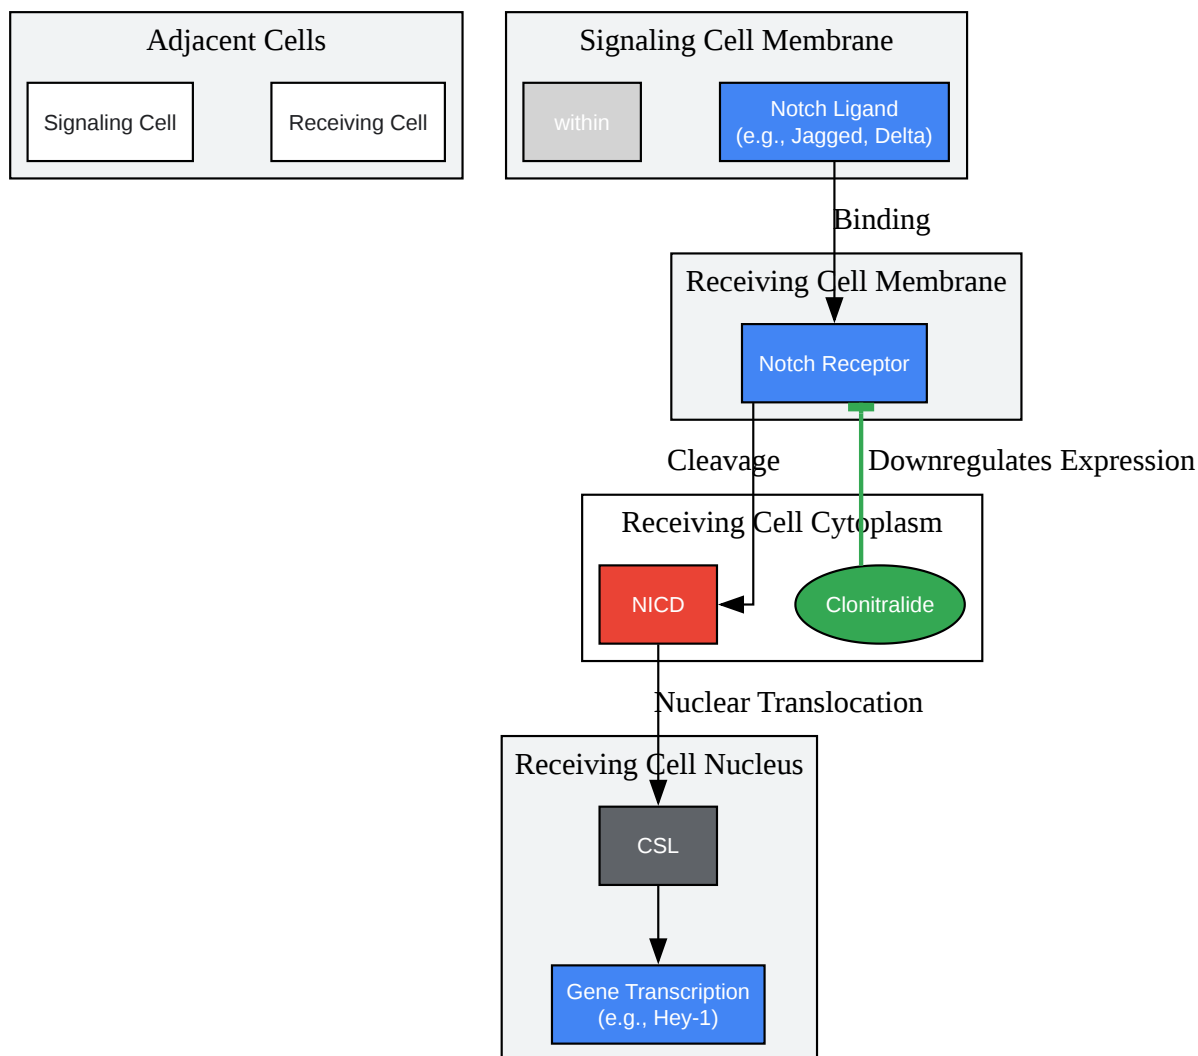 Adjacent Cells
Signaling Cell
Receiving Cell
Signaling Cell Membrane
within
Notch Ligand
(e.g., Jagged, Delta)
Binding
Receiving Cell Membrane
Notch Receptor
Cleavage
Downregulates Expression
Receiving Cell Cytoplasm
NICD
Clonitralide
Nuclear Translocation
Receiving Cell Nucleus
CSL
Gene Transcription
(e.g., Hey-1)